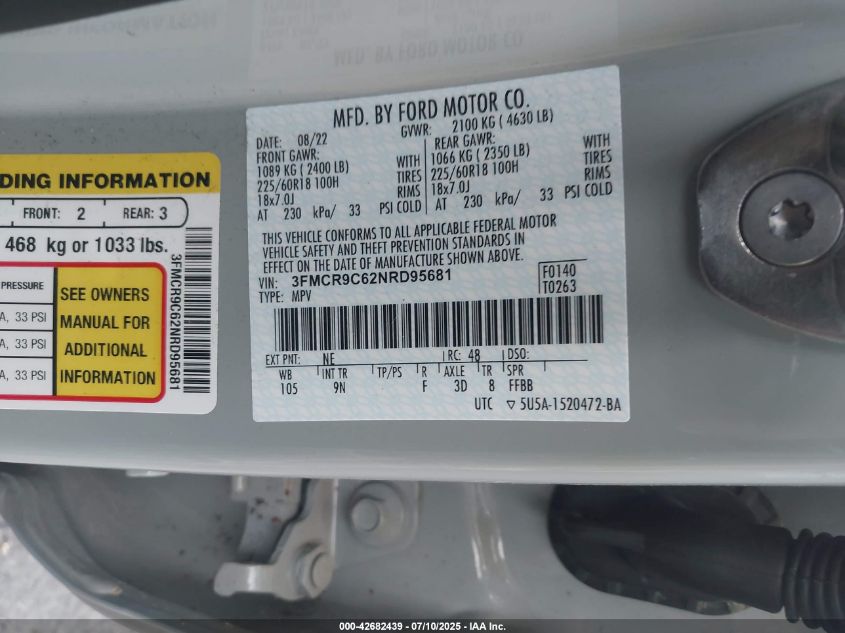 MFD. BY FORD MOTOR CO.
DATE: 08/22 GVWR: 2100 KG ( 4630 LB)
FRONT GAWR: REAR GAWR:
1089 KG ( 2400 LB) WITH 1066 KG ( 2350 LB) WITH
225/60R18 100H TIRES 225/60R18 100H TIRES
18x7.0J RIMS 18x7.0J RIMS
AT 230 kPa/ 33 PSI COLD AT 230 kPa/ 33 PSI COLD
THIS VEHICLE CONFORMS TO ALL APPLICABLE FEDERAL MOTOR
VEHICLE SAFETY AND THEFT PREVENTION STANDARDS IN
EFFECT ON THE DATE OF MANUFACTURE SHOWN ABOVE.
VIN: 3FMCR9C62NRD95681 F0140
TYPE: MPV T0263
EXT PNT: NE RC: 48 DSO:
WB INT TR TP/PS R AXLE TR SPR
105 9N F 3D 8 FFBB
UTC ▽ 5U5A-1520472-BA
DING INFORMATION
FRONT: 2 REAR: 3
468 kg or 1033 lbs.
PRESSURE
A, 33 PSI
A, 33 PSI
A, 33 PSI
SEE OWNERS
MANUAL FOR
ADDITIONAL
INFORMATION
3FMCR9C62NRD95681
MFD. BY FORD MOTOR CO
000-42682439 - 07/10/2025 - IAA Inc.